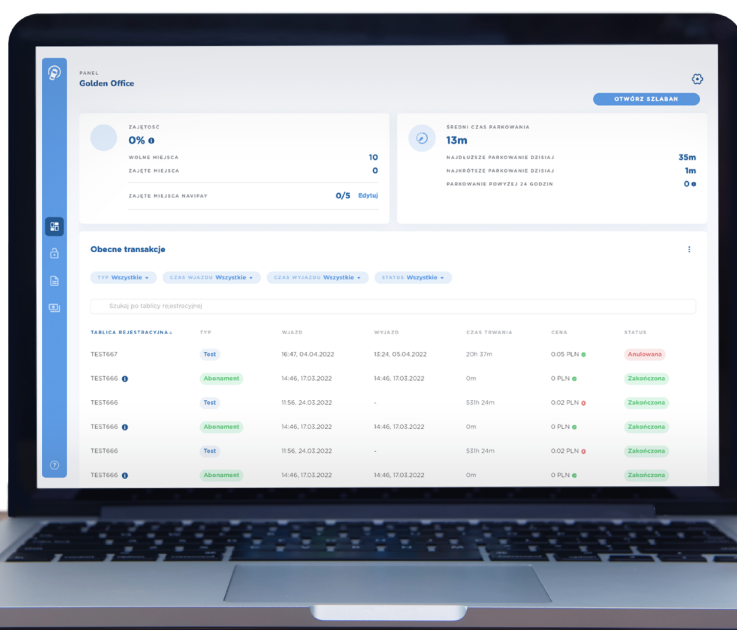 PANEL
Golden Office
OTWÓRZ SZLABAN
ZAJĘTOŚĆ
0%
WOLNE MIEJSCA 10
ZAJĘTE MIEJSCA 0
ZAJĘTE MIEJSCA NAVIPAY 0/5 Edytuj
ŚREDNI CZAS PARKOWANIA
13m
NAJDŁUŻSZE PARKOWANIE DZISIAJ 35m
NAJKRÓTSZE PARKOWANIE DZISIAJ 1m
PARKOWANIE POWYŻEJ 24 GODZIN 0
Obecne transakcje
TYP Wszystkie CZAS WJAZDU Wszystkie CZAS WYJAZDU Wszystkie STATUS Wszystkie
Szukaj po tablicy rejestracyjnej
TABLICA REJESTRACYJNA TYP WJAZD WYJAZD CZAS TRWANIA CENA STATUS
TEST667 Test 16:47, 04.04.2022 13:24, 05.04.2022 20h 37m 0.05 PLN Anulowana
TEST666 Abonament 14:46, 17.03.2022 14:46, 17.03.2022 0m 0 PLN Zakończona
TEST666 Test 11:56, 24.03.2022 - 531h 24m 0.02 PLN Zakończona
TEST666 Abonament 14:46, 17.03.2022 14:46, 17.03.2022 0m 0 PLN Zakończona
TEST666 Test 11:56, 24.03.2022 - 531h 24m 0.02 PLN Zakończona
TEST666 Abonament 14:46, 17.03.2022 14:46, 17.03.2022 0m 0 PLN Zakończona